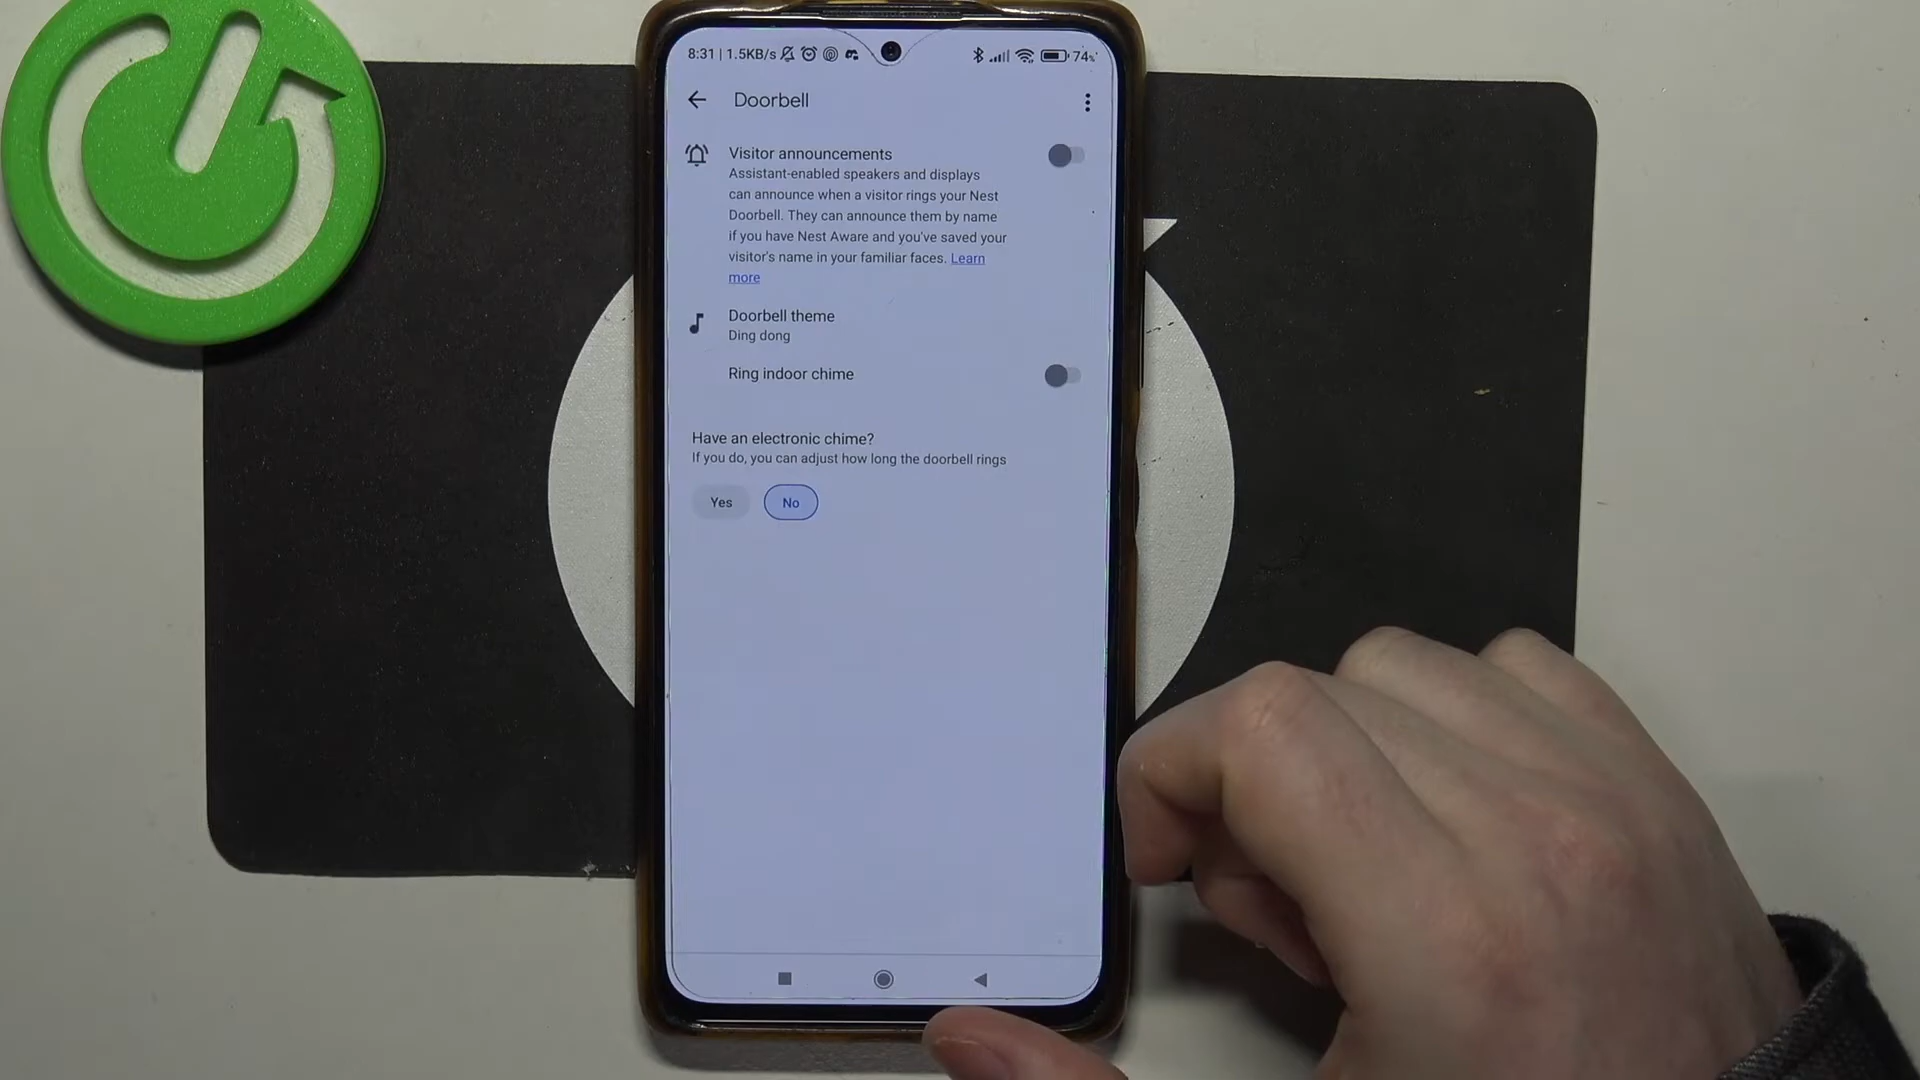 8:31 | 1.5KB/s 74%
Doorbell
Visitor announcements
Assistant-enabled speakers and displays
can announce when a visitor rings your Nest
Doorbell. They can announce them by name
if you have Nest Aware and you've saved your
visitor's name in your familiar faces. Learn
more
Doorbell theme
Ding dong
Ring indoor chime
Have an electronic chime?
If you do, you can adjust how long the doorbell rings
Yes No